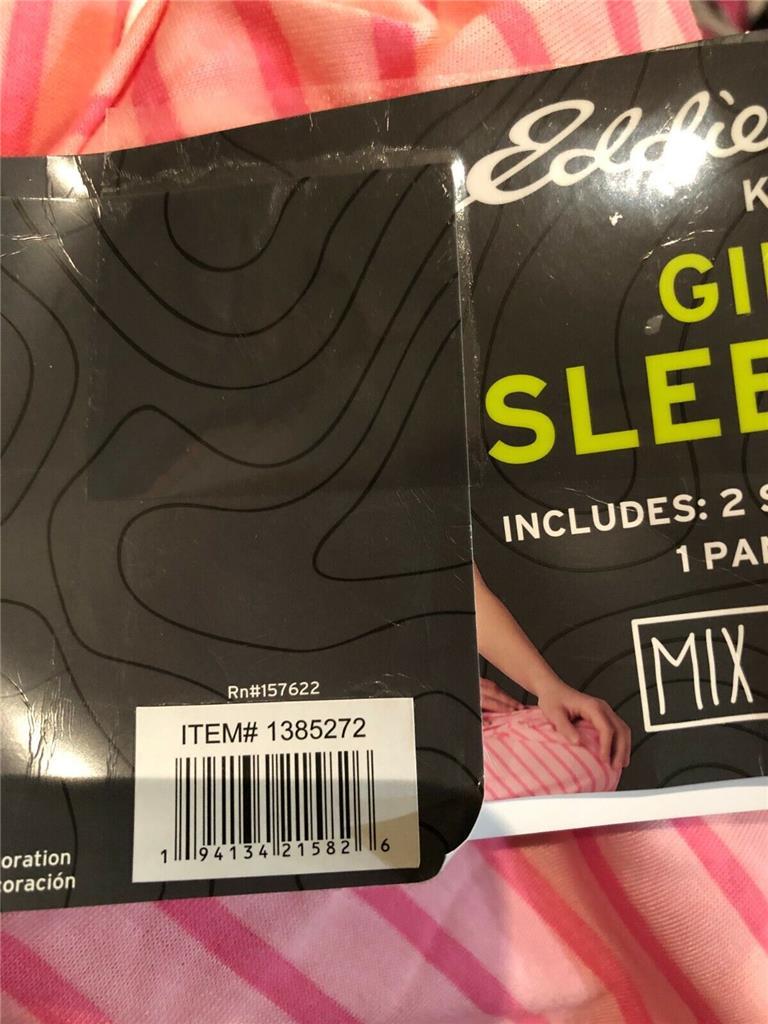 Eddie
K
GI
SLEE
INCLUDES: 2 S
1 PA
MIX
Rn#157622
ITEM# 1385272
1 94134 21582 6
oration
oración